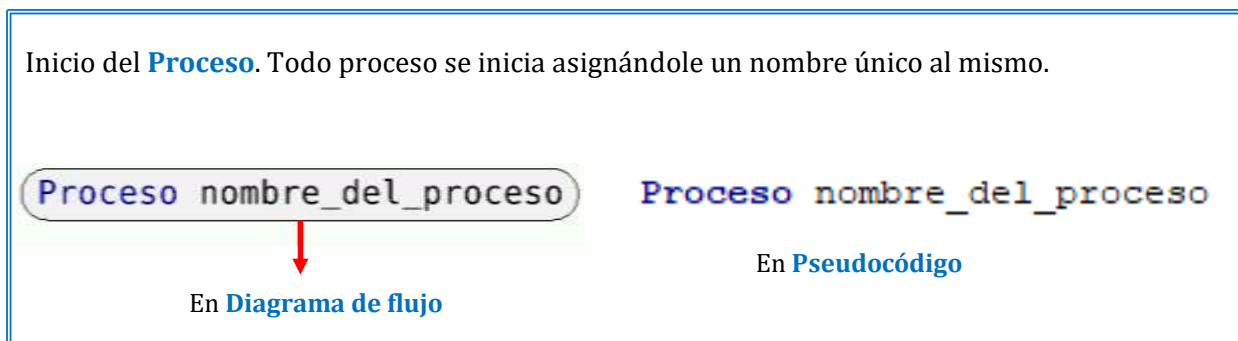 Inicio del Proceso. Todo proceso se inicia asignándole un nombre único al mismo.
Proceso nombre_del_proceso
Proceso nombre_del_proceso
En Pseudocódigo
En Diagrama de flujo